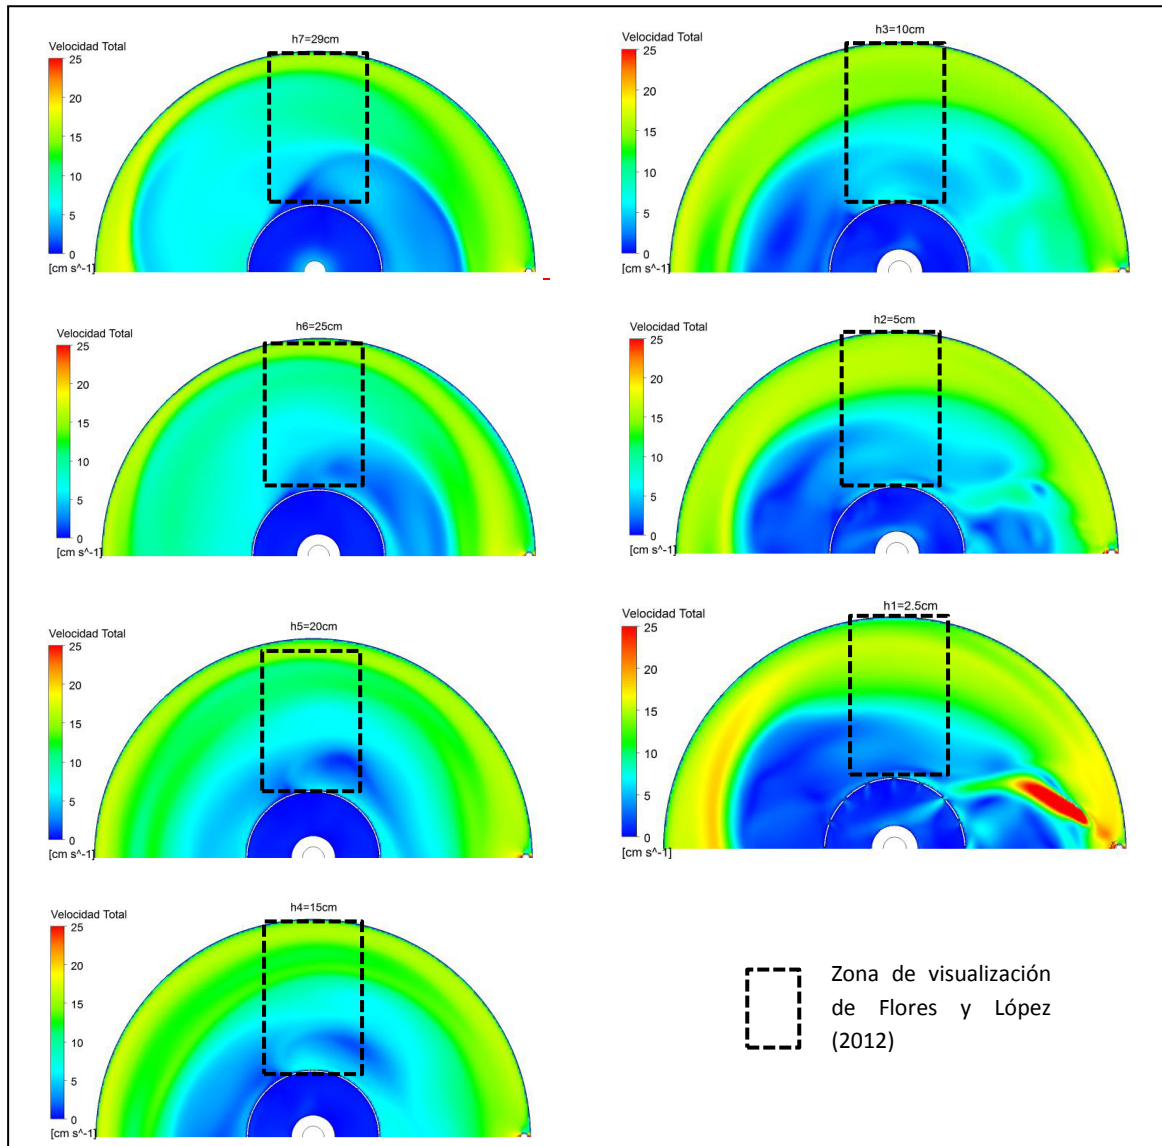 h7=29cm
Velocidad Total
25
20
15
10
5
0
[cm s^-1]
h6=25cm
Velocidad Total
25
20
15
10
5
0
[cm s^-1]
h5=20cm
Velocidad Total
25
20
15
10
5
0
[cm s^-1]
h4=15cm
Velocidad Total
25
20
15
10
5
0
[cm s^-1]
h3=10cm
Velocidad Total
25
20
15
10
5
0
[cm s^-1]
h2=5cm
Velocidad Total
25
20
15
10
5
0
[cm s^-1]
h1=2.5cm
Velocidad Total
25
20
15
10
5
0
[cm s^-1]
Zona de visualización
de Flores y López
(2012)